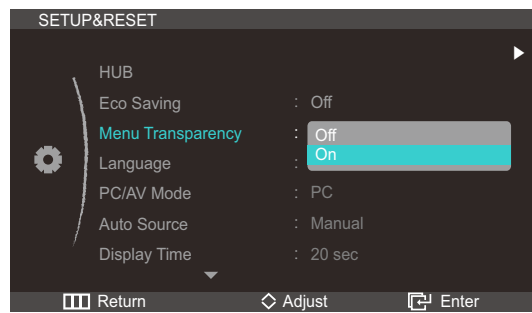 SETUP&RESET
HUB
Eco Saving : Off
Menu Transparency : Off
On
Language :
PC/AV Mode : PC
Auto Source : Manual
Display Time : 20 sec
Return Adjust Enter